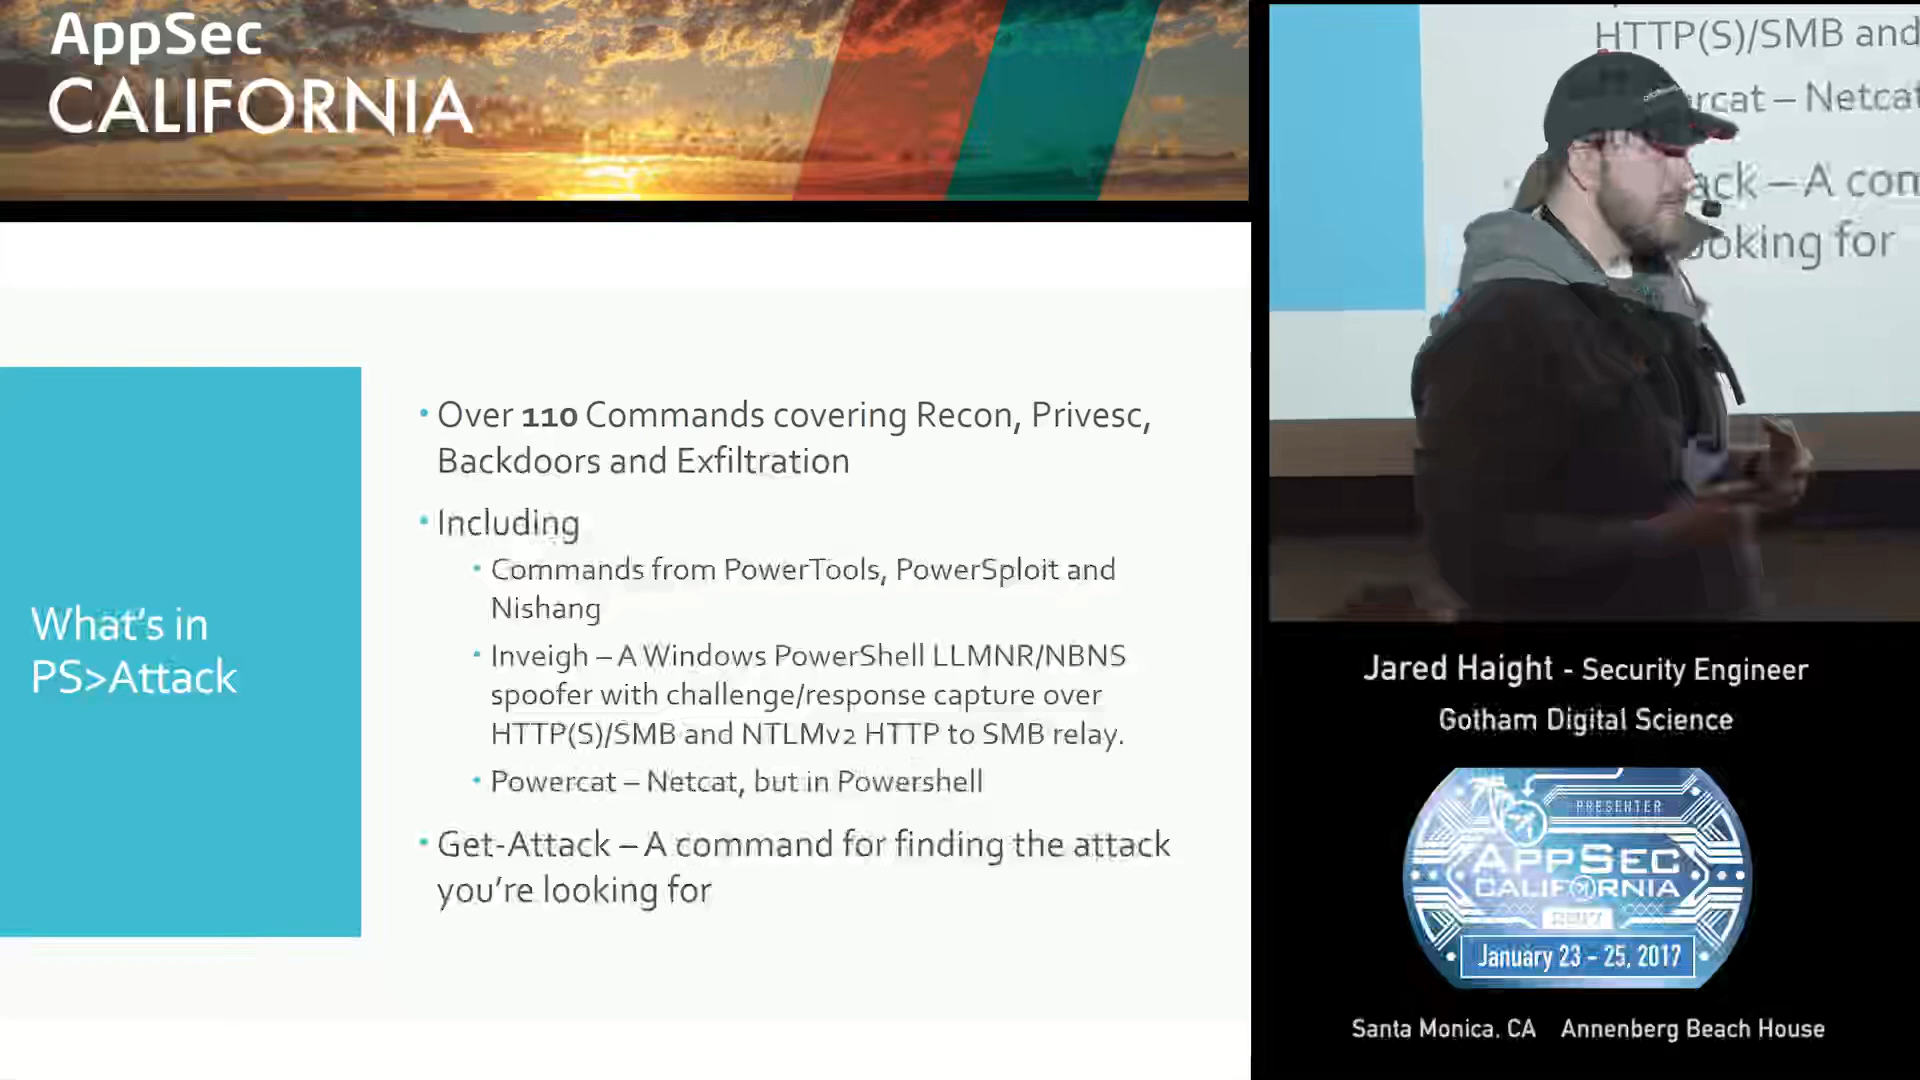 AppSec
CALIFORNIA
What's in
PS>Attack
• Over 110 Commands covering Recon, Privesc,
Backdoors and Exfiltration
• Including
• Commands from PowerTools, PowerSploit and
Nishang
• Inveigh – A Windows PowerShell LLMNR/NBNS
spoofer with challenge/response capture over
HTTP(S)/SMB and NTLMv2 HTTP to SMB relay.
• Powercat – Netcat, but in Powershell
• Get-Attack – A command for finding the attack
you're looking for
HTTP(S)/SMB and
rcat – Netcat
ack – A com
ooking for
Jared Haight - Security Engineer
Gotham Digital Science
PRESENTER
APPSEC
CALIFORNIA
2017
January 23 - 25, 2017
Santa Monica, CA Annenberg Beach House